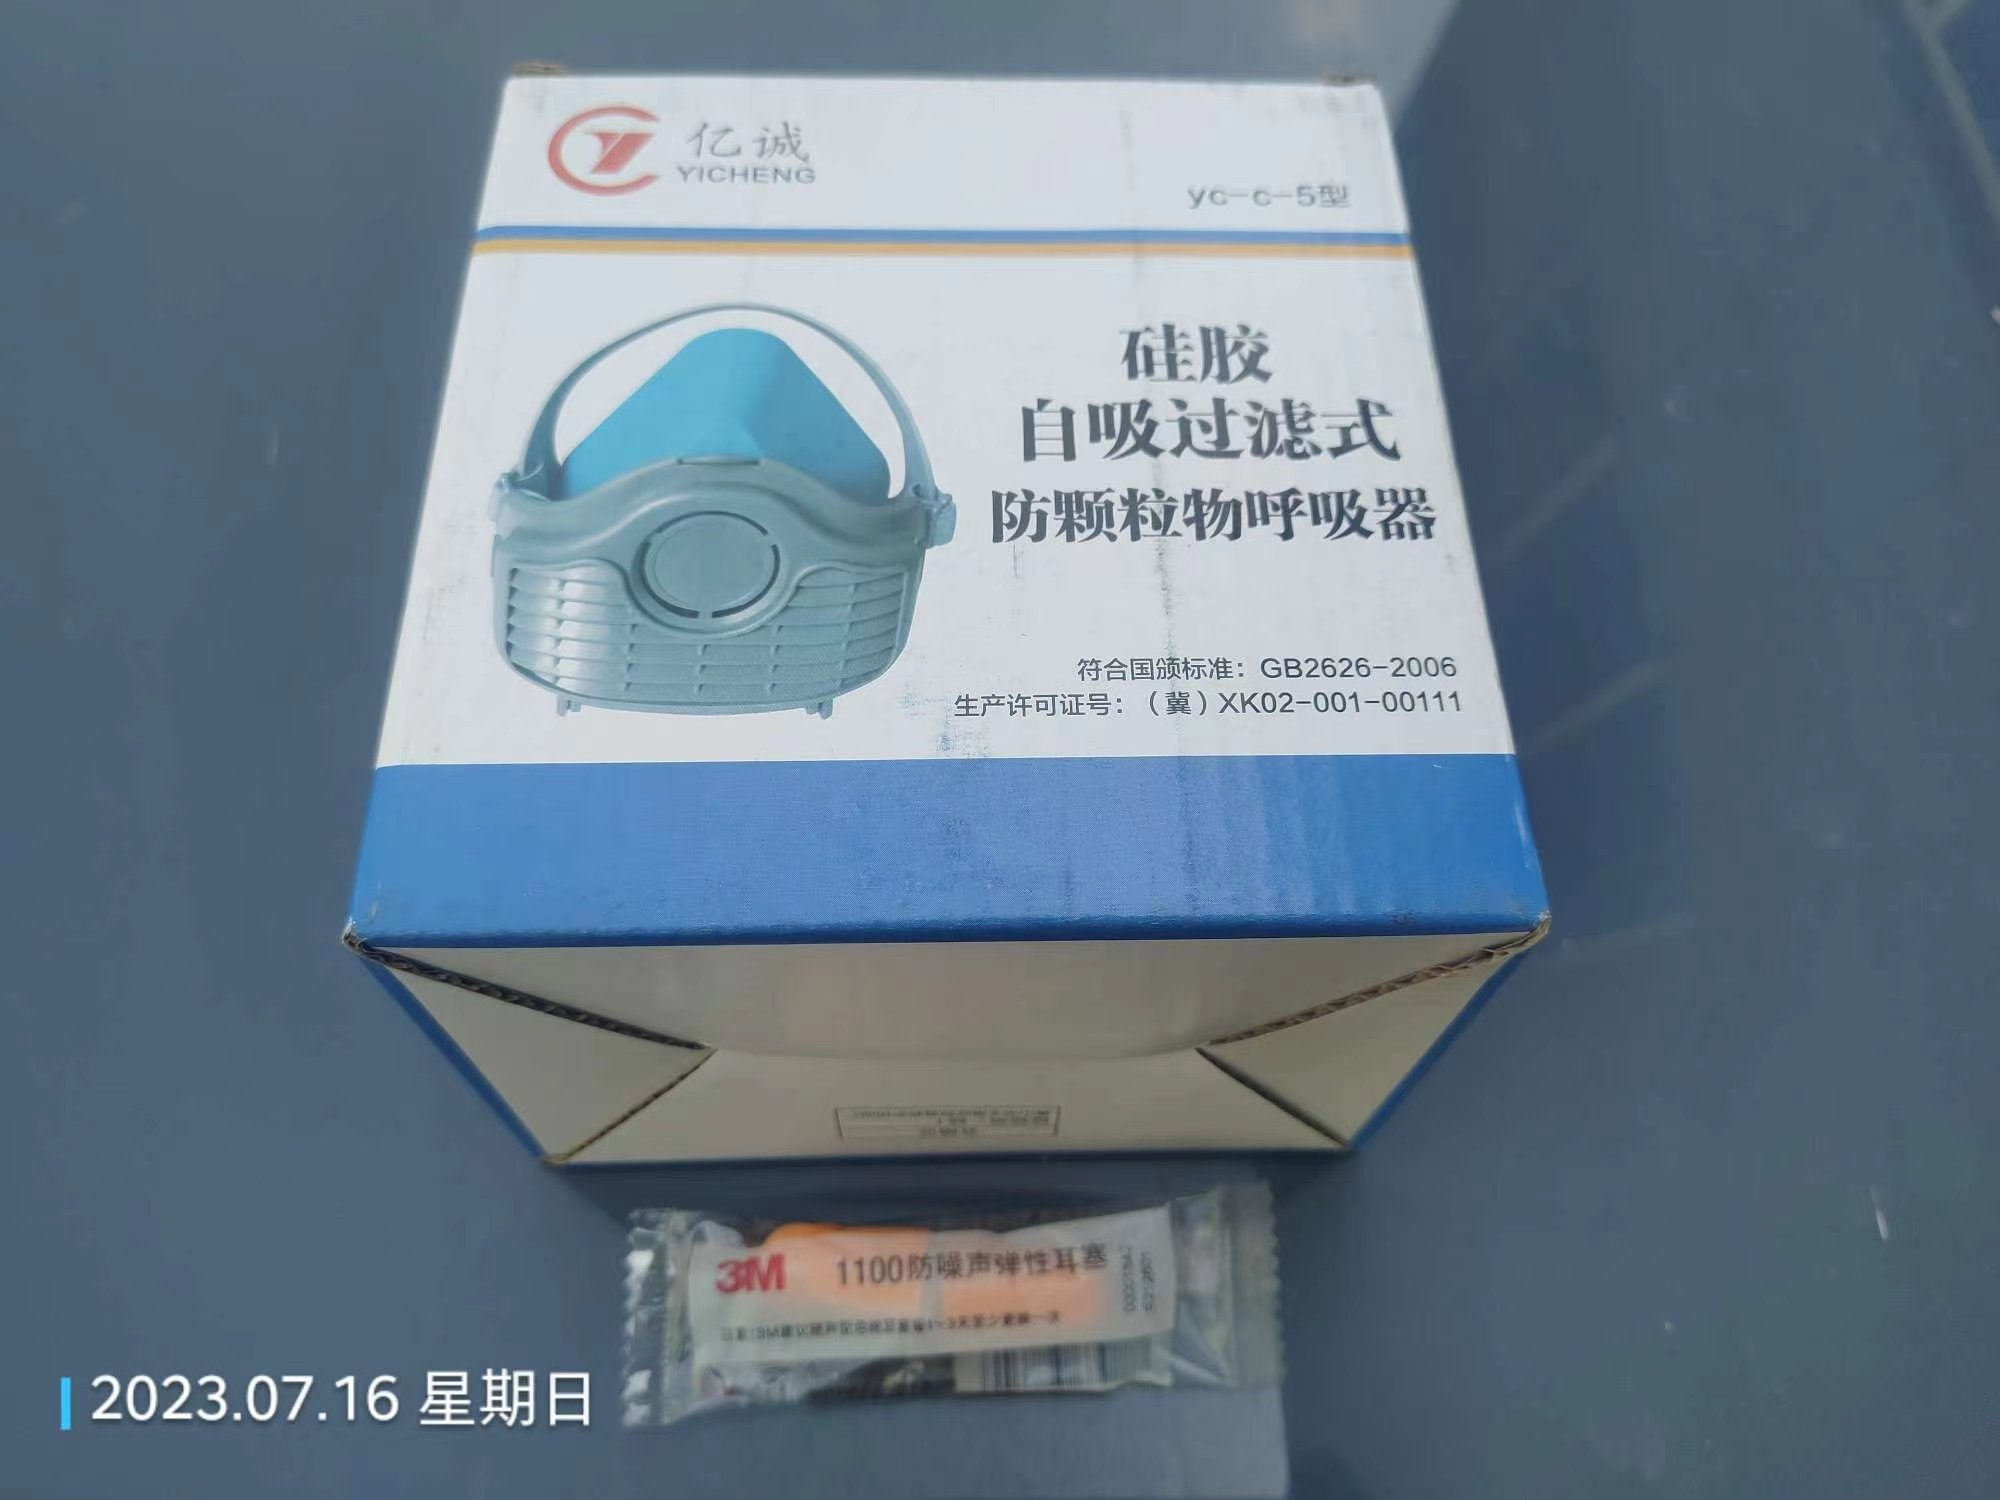 亿诚
YICHENG
yc-c-5型
硅胶
自吸过滤式
防颗粒物呼吸器
符合国颁标准：GB2626-2006
生产许可证号：（冀）XK02-001-00111
3M
1100防噪声弹性耳塞
2023.07.16 星期日